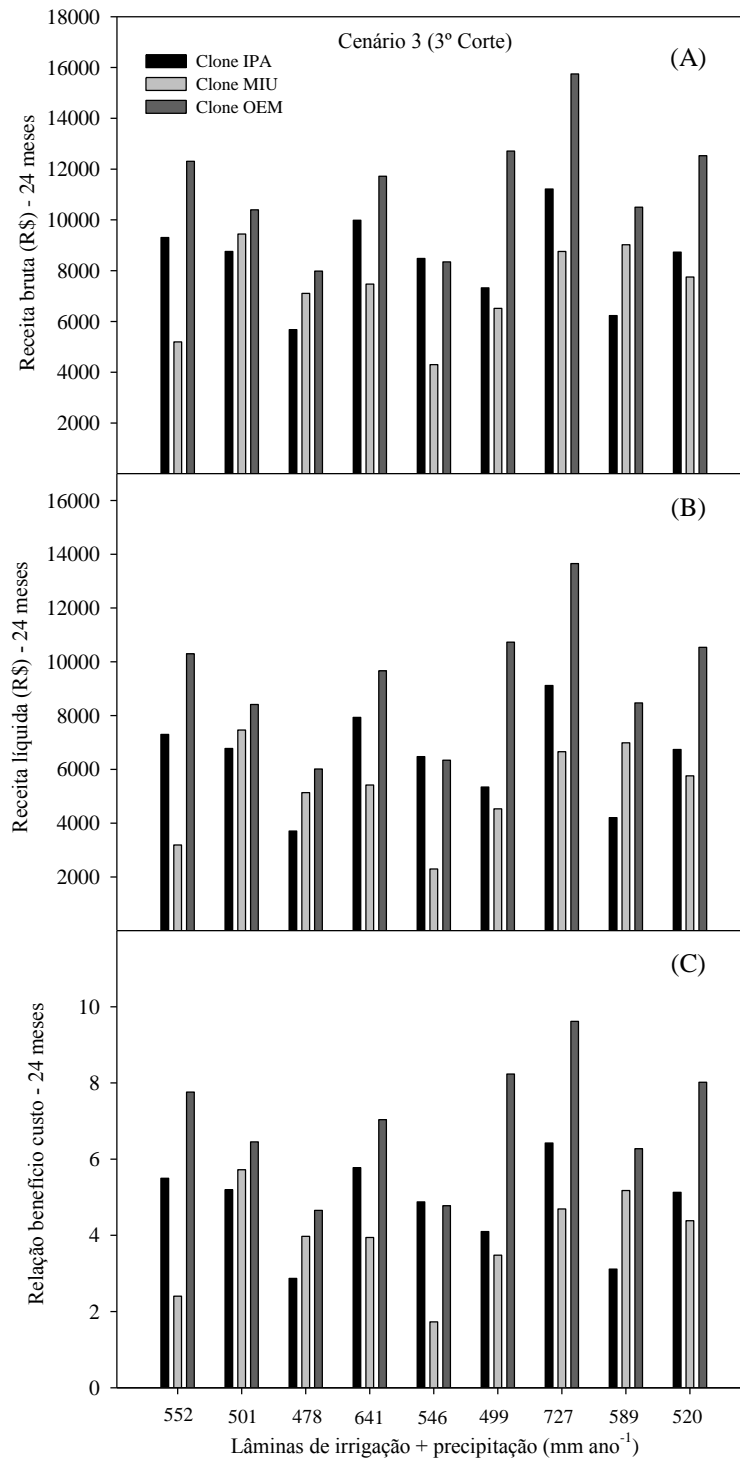 Cenário 3 (3º Corte)
(A)
Clone IPA
Clone MIU
Clone OEM
Receita bruta (R$) - 24 meses
18000
16000
14000
12000
10000
8000
6000
4000
2000
(B)
Receita líquida (R$) - 24 meses
16000
14000
12000
10000
8000
6000
4000
2000
(C)
Relação benefício custo - 24 meses
10
8
6
4
2
0
552 501 478 641 546 499 727 589 520
Lâminas de irrigação + precipitação (mm ano⁻¹)